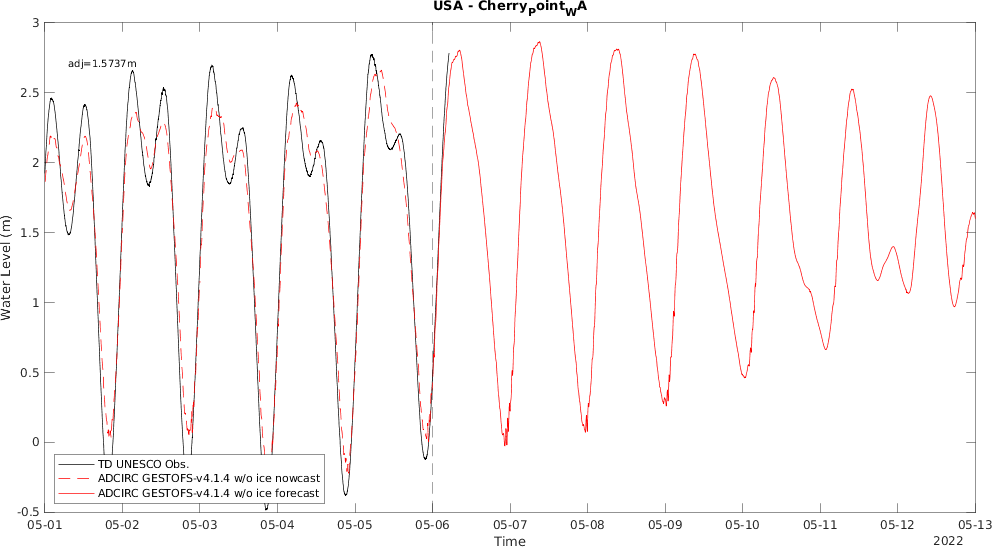 USA - CherryPointWA
3
adj=1.5737m
2.5
2
1.5
1
0.5
0
-0.5
Water Level (m)
TD UNESCO Obs.
ADCIRC GESTOFS-v4.1.4 w/o ice nowcast
ADCIRC GESTOFS-v4.1.4 w/o ice forecast
05-01 05-02 05-03 05-04 05-05 05-06 05-07 05-08 05-09 05-10 05-11 05-12 05-13
Time
2022